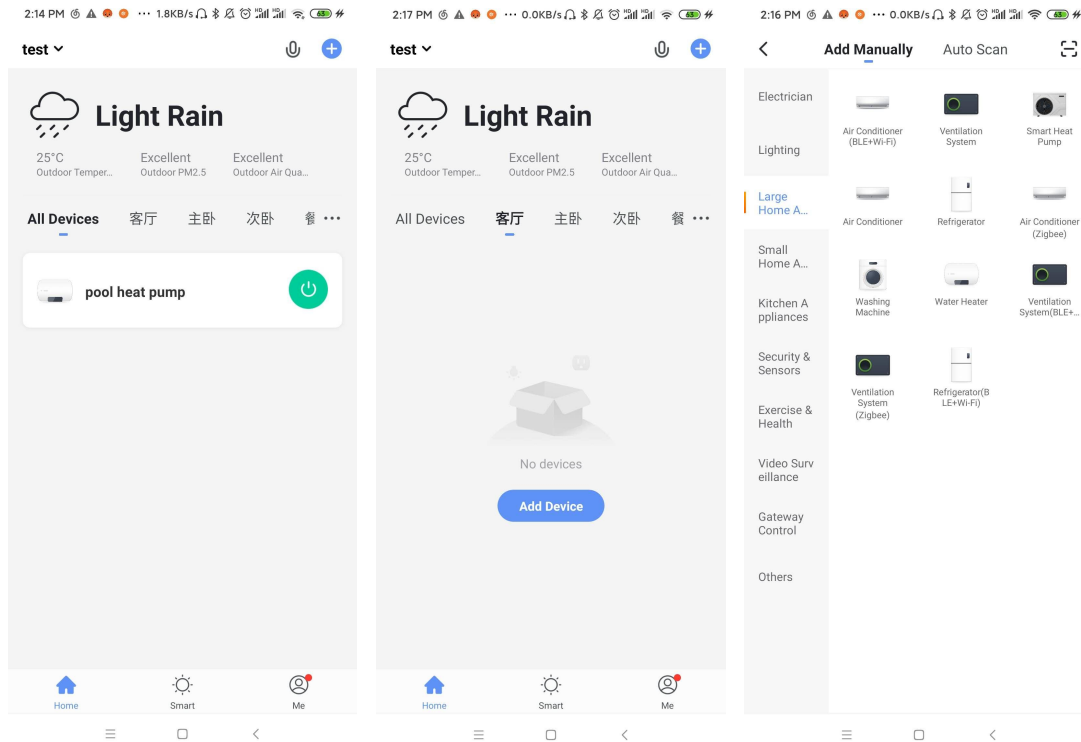 2:14 PM 1.8KB/s 63
test
Light Rain
25°C Excellent Excellent
Outdoor Temper... Outdoor PM2.5 Outdoor Air Qua...
All Devices 客厅 主卧 次卧
pool heat pump
Home Smart Me
2:17 PM 0.0KB/s 63
test
Light Rain
25°C Excellent Excellent
Outdoor Temper... Outdoor PM2.5 Outdoor Air Qua...
All Devices 客厅 主卧 次卧 餐
No devices
Add Device
Home Smart Me
2:16 PM 0.0KB/s 63
Add Manually Auto Scan
Electrician
Lighting
Large
Home A...
Small
Home A...
Kitchen A
ppliances
Security &
Sensors
Exercise &
Health
Video Surv
eillance
Gateway
Control
Others
Air Conditioner
(BLE+Wi-Fi)
Ventilation
System
Smart Heat
Pump
Air Conditioner
Refrigerator
Air Conditioner
(Zigbee)
Washing
Machine
Water Heater
Ventilation
System(BLE+...
Ventilation
System
(Zigbee)
Refrigerator(B
LE+Wi-Fi)